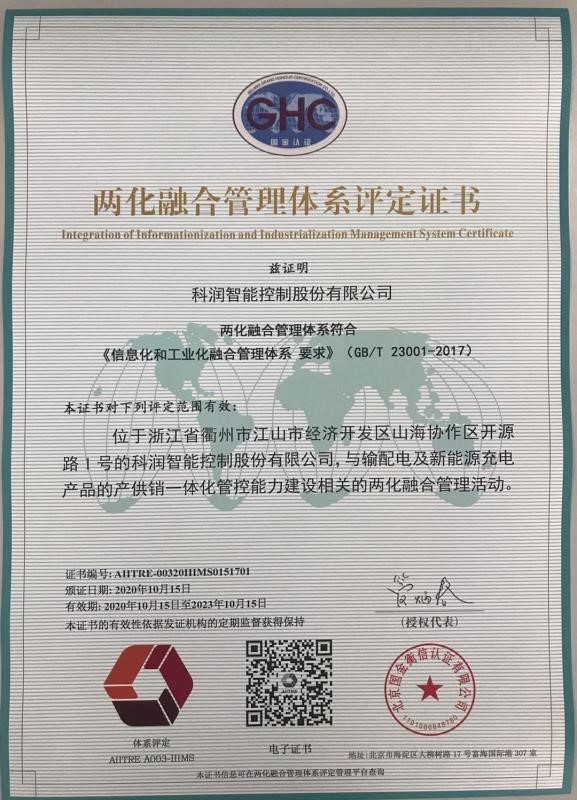 BEIJING GRAND HONOUR CERTIFICATION CO., LTD.
GHC
国金认证
两化融合管理体系评定证书
Integration of Informationization and Industrialization Management System Certificate
兹证明
科润智能控制股份有限公司
两化融合管理体系符合
《信息化和工业化融合管理体系 要求》（GB/T 23001-2017）
本证书对下列评定范围有效：
位于浙江省衢州市江山市经济开发区山海协作区开源
路1号的科润智能控制股份有限公司,与输配电及新能源充电
产品的产供销一体化管控能力建设相关的两化融合管理活动。
证书编号: AIITRE-00320IIIMS0151701
颁证日期: 2020年10月15日
有效期: 2020年10月15日至2023年10月15日
本证书的有效性依据发证机构的定期监督获得保持
(授权代表)
AIITRE
北京国金衡信认证有限公司
体系评定
AIITRE A003-IIIMS
电子证书
地址: 北京市海淀区大柳树路17号富海国际港307室
本证书信息可在两化融合管理体系评定管理平台查询